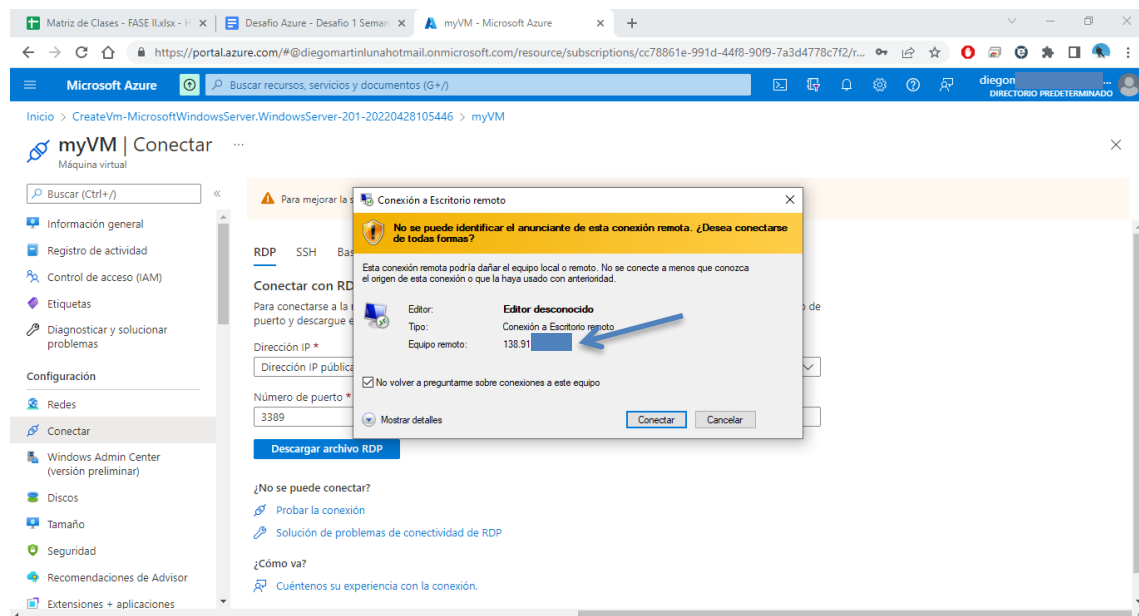 Matriz de Clases - FASE II.xlsx - H
Desafio Azure - Desafio 1 Seman
myVM - Microsoft Azure
https://portal.azure.com/#@diegomartinlunahotmail.onmicrosoft.com/resource/subscriptions/cc78861e-991d-44f8-90f9-7a3d4778c7f2/r...
Microsoft Azure
Buscar recursos, servicios y documentos (G+/)
diegon ...
DIRECTORIO PREDETERMINADO
Inicio > CreateVm-MicrosoftWindowsServer.WindowsServer-201-20220428105446 > myVM
myVM | Conectar ...
Máquina virtual
Buscar (Ctrl+/)
Información general
Registro de actividad
Control de acceso (IAM)
Etiquetas
Diagnosticar y solucionar
problemas
Configuración
Redes
Conectar
Windows Admin Center
(versión preliminar)
Discos
Tamaño
Seguridad
Recomendaciones de Advisor
Extensiones + aplicaciones
Para mejorar la s
RDP SSH Bas
Conectar con RD
Para conectarse a la o de
puerto y descargue e
Dirección IP *
Dirección IP pública
Número de puerto *
3389
Descargar archivo RDP
¿No se puede conectar?
Probar la conexión
Solución de problemas de conectividad de RDP
¿Cómo va?
Cuéntenos su experiencia con la conexión.
Conexión a Escritorio remoto
No se puede identificar el anunciante de esta conexión remota. ¿Desea conectarse
de todas formas?
Esta conexión remota podría dañar el equipo local o remoto. No se conecte a menos que conozca
el origen de esta conexión o que la haya usado con anterioridad.
Editor: Editor desconocido
Tipo: Conexión a Escritorio remoto
Equipo remoto: 138.91
No volver a preguntarme sobre conexiones a este equipo
Mostrar detalles
Conectar
Cancelar